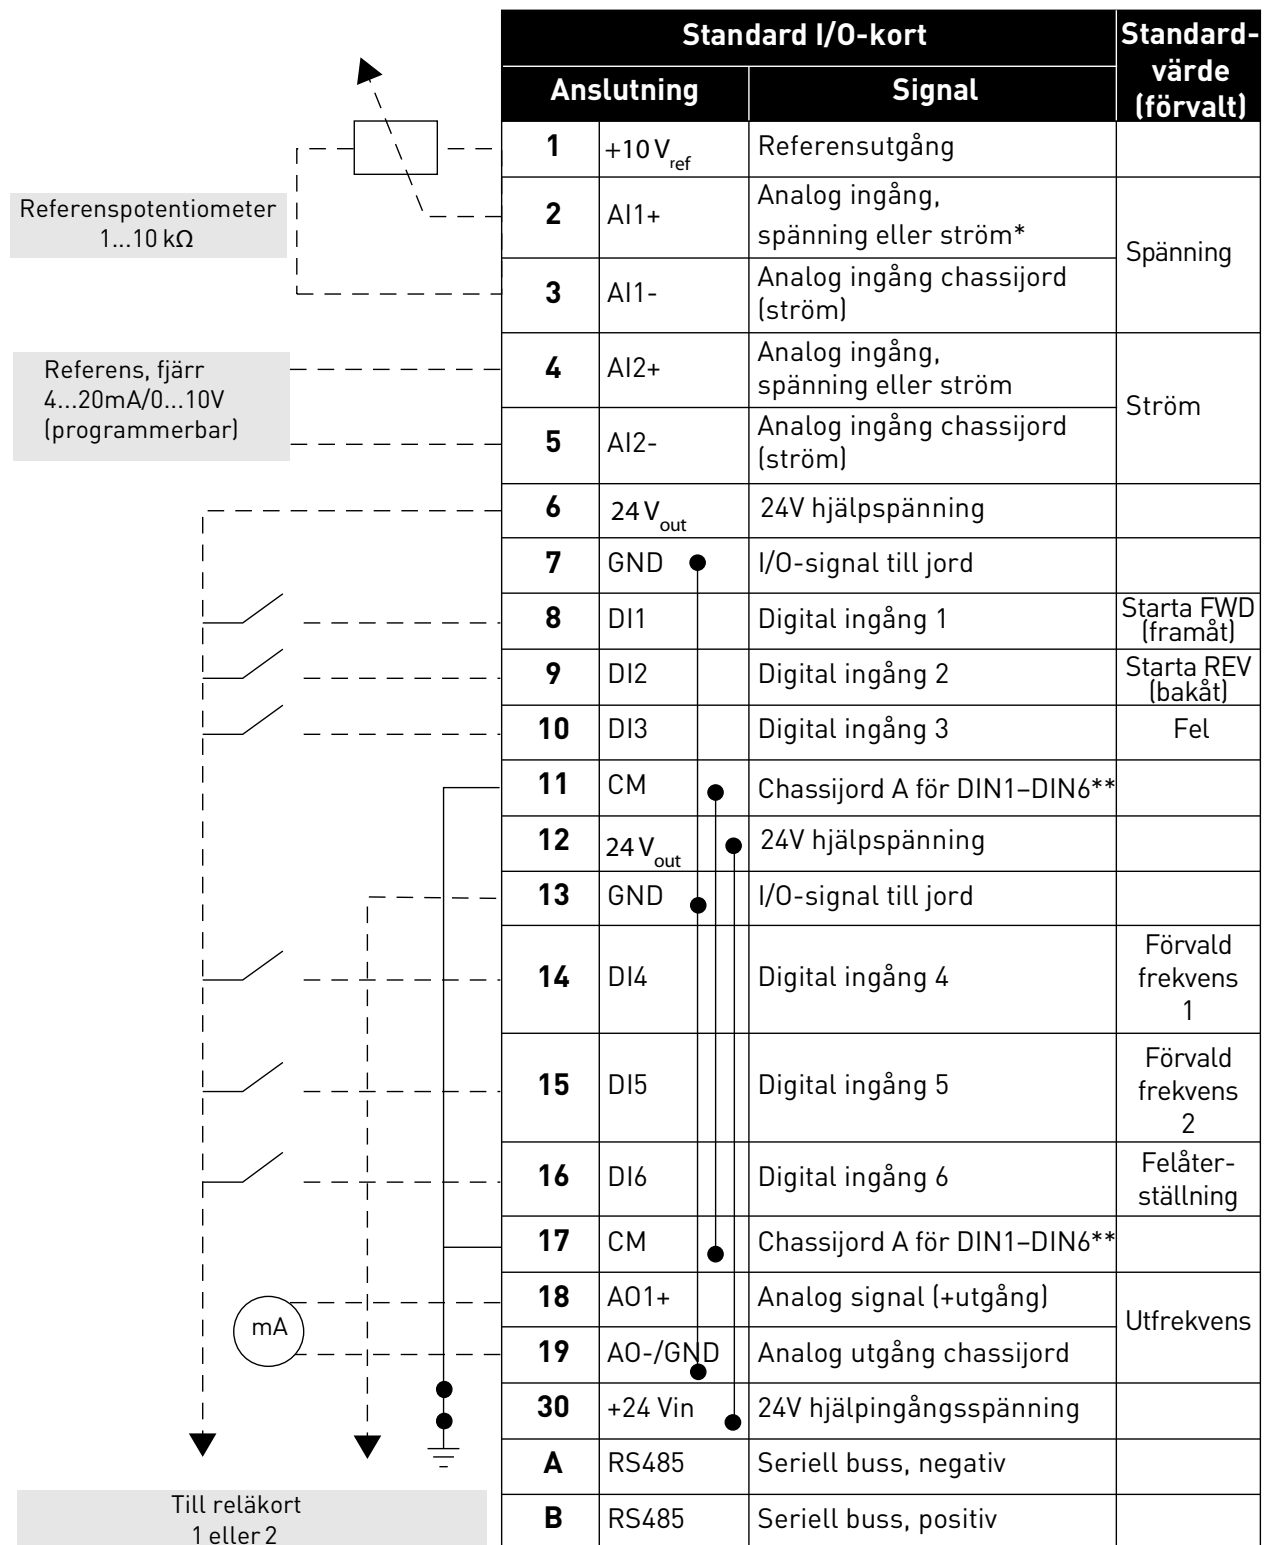 Standard I/O-kort
Standard-
värde
(förvalt)
Anslutning
Signal
Referenspotentiometer
1...10 kΩ
Referens, fjärr
4...20mA/0...10V
(programmerbar)
1
+10 Vref
Referensutgång
2
AI1+
Analog ingång,
spänning eller ström*
Spänning
3
AI1-
Analog ingång chassijord
(ström)
4
AI2+
Analog ingång,
spänning eller ström
Ström
5
AI2-
Analog ingång chassijord
(ström)
6
24 Vout
24V hjälpspänning
7
GND
I/O-signal till jord
8
DI1
Digital ingång 1
Starta FWD
(framåt)
9
DI2
Digital ingång 2
Starta REV
(bakåt)
10
DI3
Digital ingång 3
Fel
11
CM
Chassijord A för DIN1–DIN6**
12
24 Vout
24V hjälpspänning
13
GND
I/O-signal till jord
14
DI4
Digital ingång 4
Förvald
frekvens
1
15
DI5
Digital ingång 5
Förvald
frekvens
2
16
DI6
Digital ingång 6
Felåter-
ställning
17
CM
Chassijord A för DIN1–DIN6**
18
AO1+
Analog signal (+utgång)
Utfrekvens
mA
19
AO-/GND
Analog utgång chassijord
30
+24 Vin
24V hjälpingångsspänning
A
RS485
Seriell buss, negativ
B
RS485
Seriell buss, positiv
Till reläkort
1 eller 2